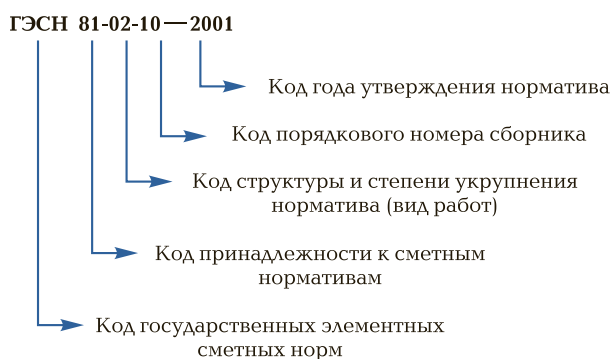 ГЭСН 81-02-10—2001
Код года утверждения норматива
Код порядкового номера сборника
Код структуры и степени укрупнения
норматива (вид работ)
Код принадлежности к сметным
нормативам
Код государственных элементных
сметных норм